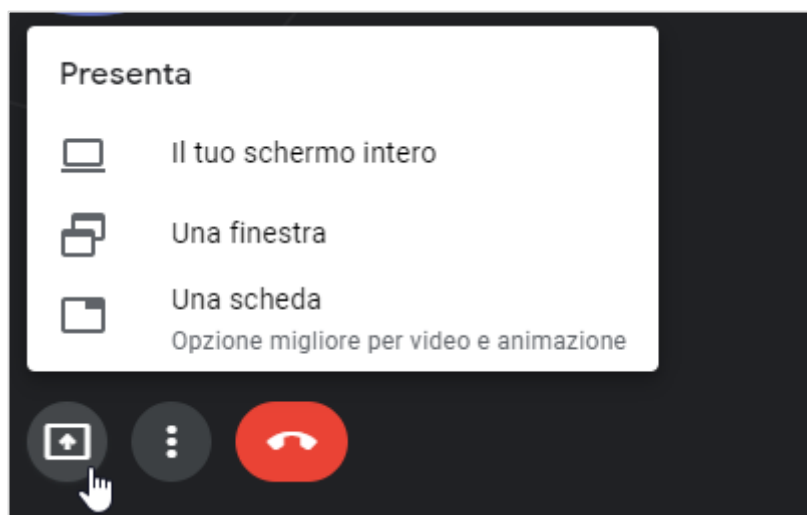 Presenta
Il tuo schermo intero
Una finestra
Una scheda
Opzione migliore per video e animazione